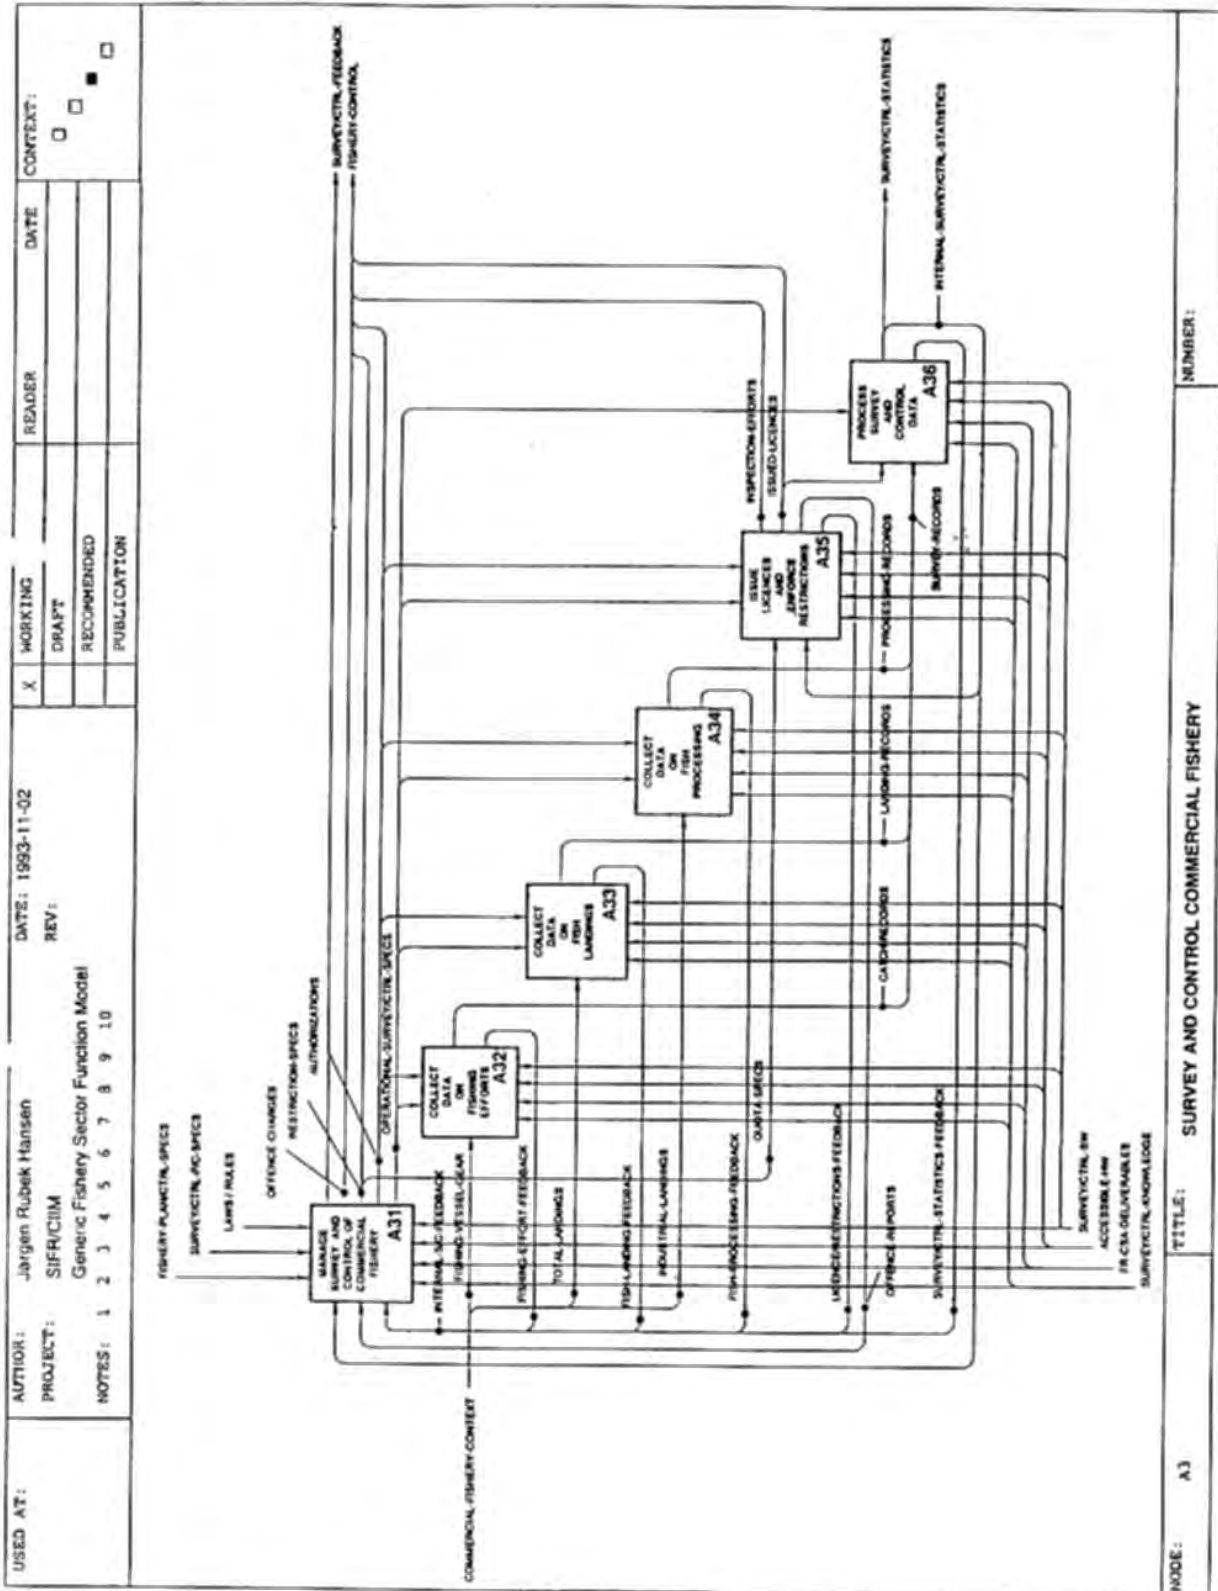 USED AT:
AUTHOR: Jargen Rubek Hansen
DATE: 1993-11-02
X WORKING
READER DATE
CONTEXT:
PROJECT: SIFR/CIIM
REV:
DRAFT
Generic Fishery Sector Function Model
RECOMMENDED
NOTES: 1 2 3 4 5 6 7 8 9 10
PUBLICATION
FISHERY-PLAN/CTRL-SPECS
SURVEY/CTRL-R/C-SPECS
LAWS / RULES
OFFENCE-CHARGES
RESTRICTION-SPECS
AUTHORIZATIONS
OPERATIONAL-SURVEY/CTRL-SPECS
SURVEY/CTRL-FEEDBACK
FISHERY-CONTROL
MANAGE
SURVEY AND
CONTROL OF
COMMERCIAL
FISHERY
A31
COLLECT
DATA
ON
FISHING
EFFORTS
A32
COLLECT
DATA
ON
FISH
LANDINGS
A33
COLLECT
DATA
ON
FISH
PROCESSING
A34
ISSUE
LICENCES
AND
ENFORCE
RESTRICTIONS
A35
PROCESS
SURVEY
AND
CONTROL
DATA
A36
INSPECTION-EFFORTS
ISSUED-LICENCES
SURVEY/CTRL-STATISTICS
INTERNAL-SURVEY/CTRL-STATISTICS
COMMERCIAL-FISHERY-CONTEXT
INTERNAL-S/C-FEEDBACK
FISHING-VESSEL-GEAR
FISHING-EFFORT-FEEDBACK
TOTAL-LANDINGS
FISH-LANDING-FEEDBACK
INDUSTRIAL-LANDINGS
FISH-PROCESSING-FEEDBACK
QUOTA-SPECS
LICENCE/RESTRICTIONS-FEEDBACK
OFFENCE-REPORTS
SURVEY/CTRL-STATISTICS-FEEDBACK
CATCH-RECORDS
LANDING-RECORDS
PROCESSING-RECORDS
SURVEY-RECORDS
SURVEY/CTRL-SW
ACCESSIBLE-HW
FR-C3A-DELIVERABLES
SURVEY/CTRL-KNOWLEDGE
NODE: A3
TITLE: SURVEY AND CONTROL COMMERCIAL FISHERY
NUMBER: